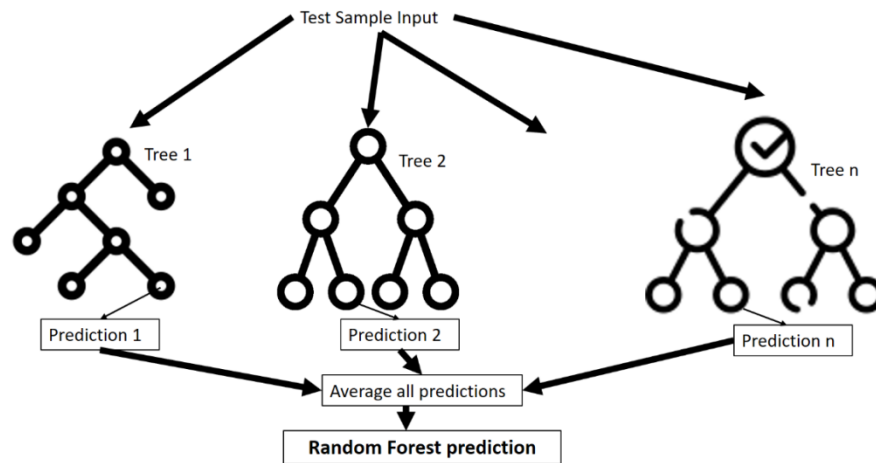 Test Sample Input
Tree 1
Tree 2
Tree n
Prediction 1
Prediction 2
Prediction n
Average all predictions
Random Forest prediction